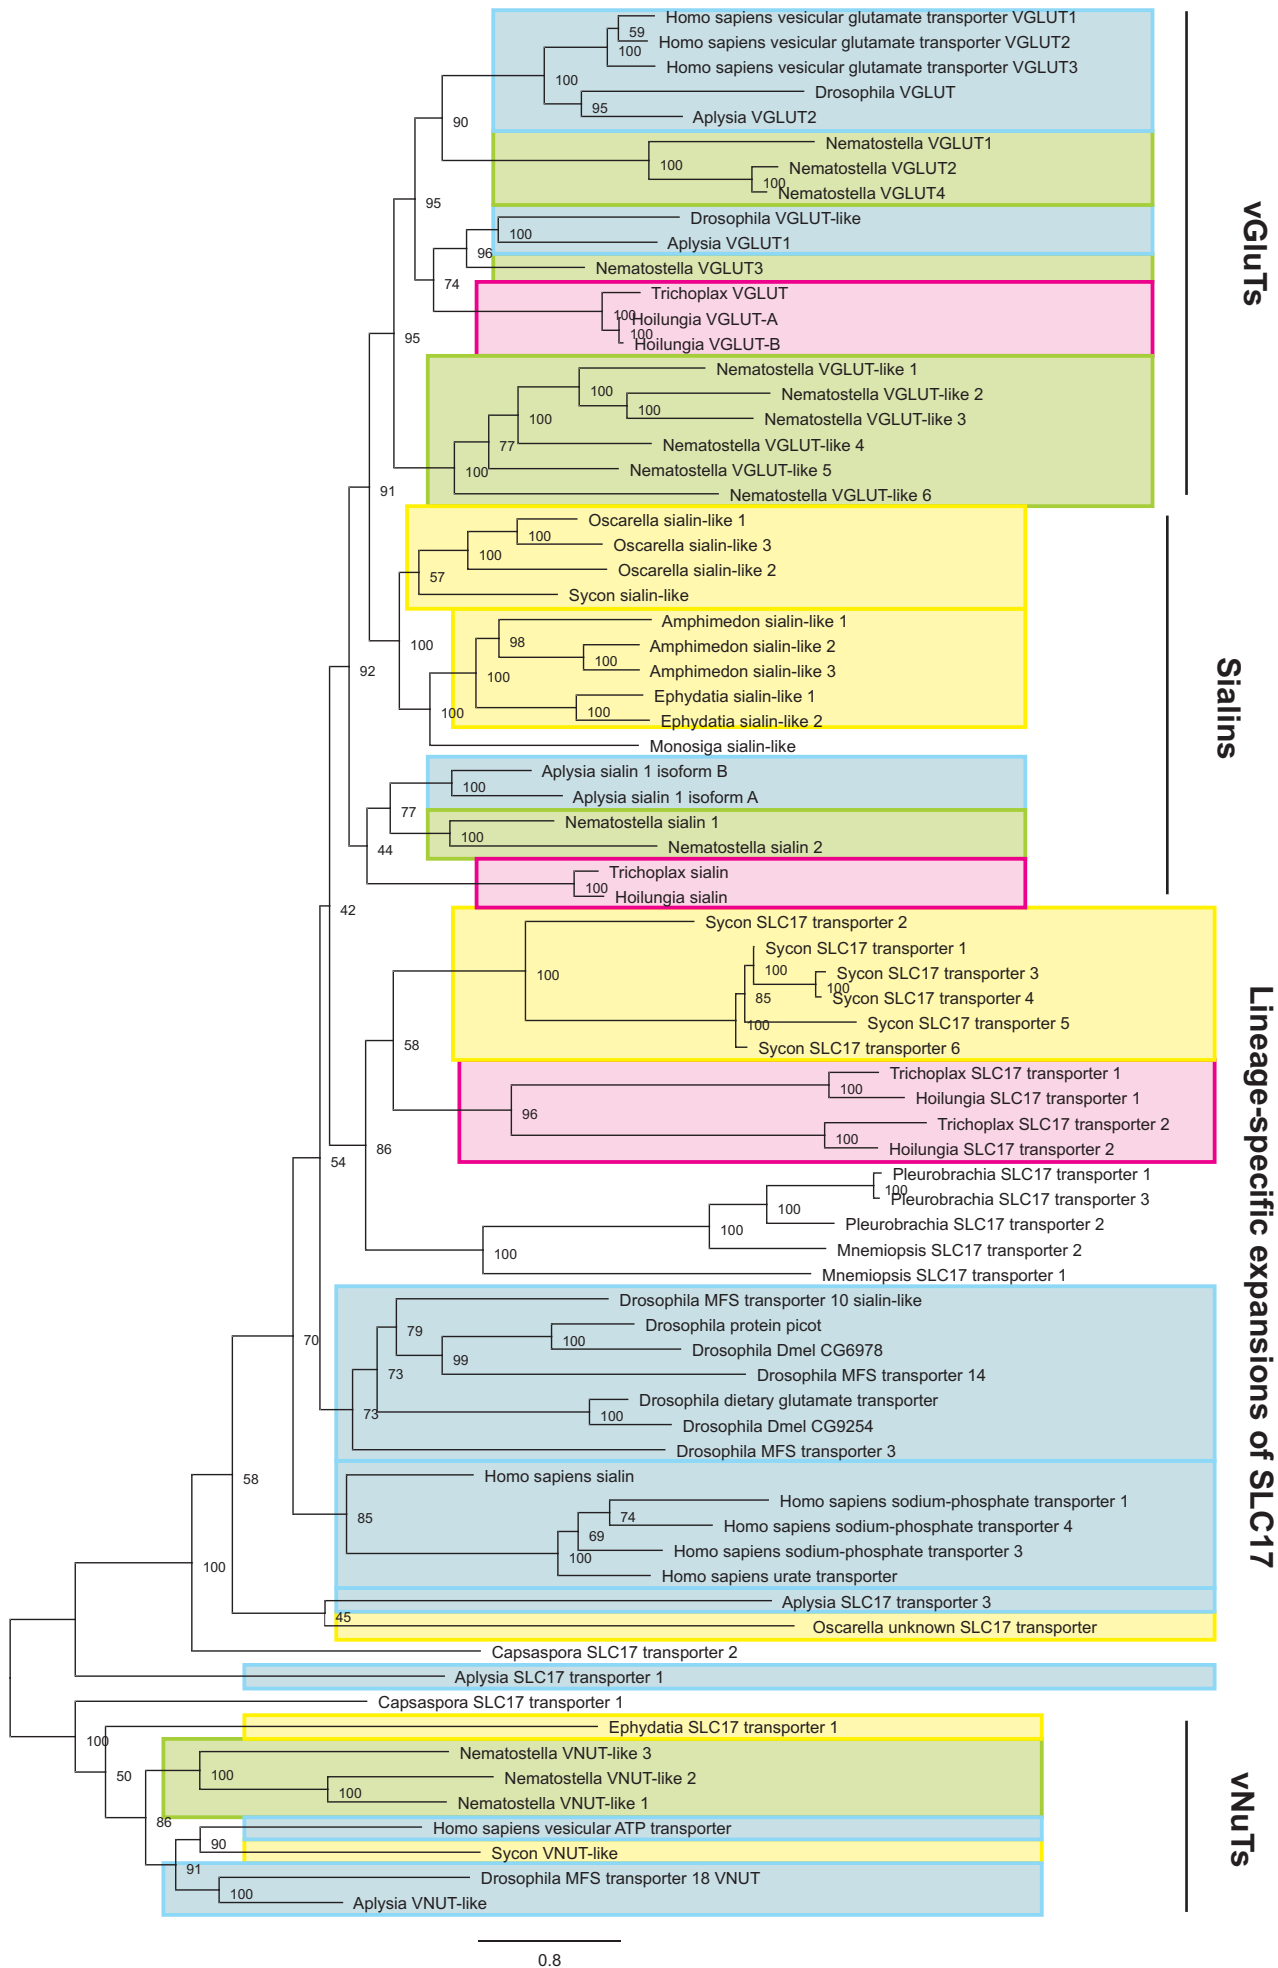 Homo sapiens vesicular glutamate transporter VGLUT1
59
Homo sapiens vesicular glutamate transporter VGLUT2
100
Homo sapiens vesicular glutamate transporter VGLUT3
100
Drosophila VGLUT
95
Aplysia VGLUT2
90
Nematostella VGLUT1
100
Nematostella VGLUT2
100
Nematostella VGLUT4
95
Drosophila VGLUT-like
100
Aplysia VGLUT1
96
Nematostella VGLUT3
74
Trichoplax VGLUT
100
Hoilungia VGLUT-A
100
Hoilungia VGLUT-B
95
vGluTs
Nematostella VGLUT-like 1
100
Nematostella VGLUT-like 2
100
Nematostella VGLUT-like 3
100
Nematostella VGLUT-like 4
77
Nematostella VGLUT-like 5
100
Nematostella VGLUT-like 6
91
Oscarella sialin-like 1
100
Oscarella sialin-like 3
100
Oscarella sialin-like 2
57
Sycon sialin-like
100
Amphimedon sialin-like 1
98
Amphimedon sialin-like 2
100
Amphimedon sialin-like 3
100
Ephydatia sialin-like 1
100
Ephydatia sialin-like 2
100
Monosiga sialin-like
92
Sialins
Aplysia sialin 1 isoform B
100
Aplysia sialin 1 isoform A
77
Nematostella sialin 1
100
Nematostella sialin 2
44
Trichoplax sialin
100
Hoilungia sialin
42
Sycon SLC17 transporter 2
100
Sycon SLC17 transporter 1
100
Sycon SLC17 transporter 3
100
Sycon SLC17 transporter 4
85
Sycon SLC17 transporter 5
100
Sycon SLC17 transporter 6
58
Trichoplax SLC17 transporter 1
100
Hoilungia SLC17 transporter 1
96
Trichoplax SLC17 transporter 2
100
Hoilungia SLC17 transporter 2
86
54
Pleurobrachia SLC17 transporter 1
100
Pleurobrachia SLC17 transporter 3
100
Pleurobrachia SLC17 transporter 2
100
Mnemiopsis SLC17 transporter 2
100
Mnemiopsis SLC17 transporter 1
Lineage-specific expansions of SLC17
Drosophila MFS transporter 10 sialin-like
79
Drosophila protein picot
100
Drosophila Dmel CG6978
99
Drosophila MFS transporter 14
70
73
Drosophila dietary glutamate transporter
73
100
Drosophila Dmel CG9254
Drosophila MFS transporter 3
58
Homo sapiens sialin
85
Homo sapiens sodium-phosphate transporter 1
74
Homo sapiens sodium-phosphate transporter 4
69
Homo sapiens sodium-phosphate transporter 3
100
Homo sapiens urate transporter
100
Aplysia SLC17 transporter 3
45
Oscarella unknown SLC17 transporter
Capsaspora SLC17 transporter 2
Aplysia SLC17 transporter 1
Capsaspora SLC17 transporter 1
Ephydatia SLC17 transporter 1
100
50
Nematostella VNUT-like 3
100
Nematostella VNUT-like 2
100
Nematostella VNUT-like 1
86
Homo sapiens vesicular ATP transporter
90
Sycon VNUT-like
91
Drosophila MFS transporter 18 VNUT
100
Aplysia VNUT-like
vNuTs
0.8